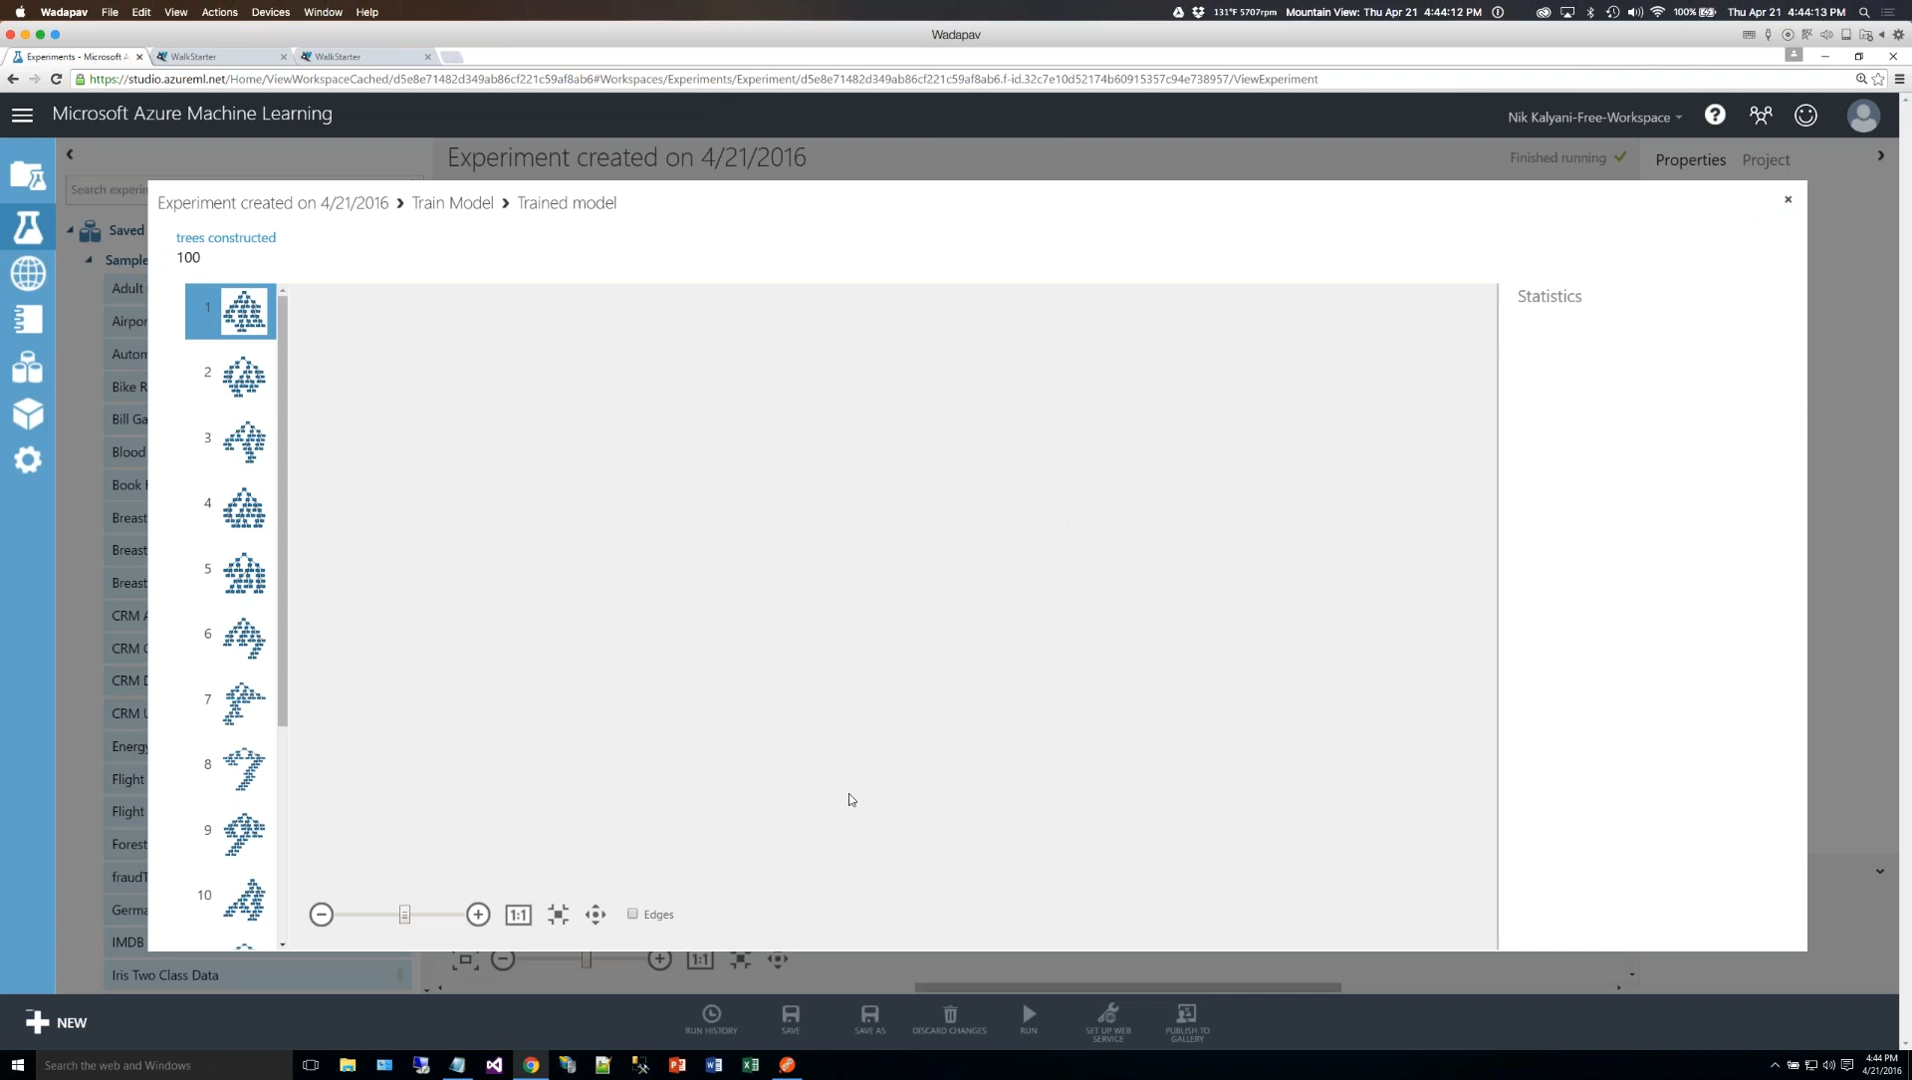 Wadapav File Edit View Actions Devices Window Help
131°F 5707rpm Mountain View: Thu Apr 21 4:44:12 PM 100% Thu Apr 21 4:44:13 PM
Wadapav
Experiments - Microsoft A
WalkStarter
WalkStarter
https://studio.azureml.net/Home/ViewWorkspaceCached/d5e8e71482d349ab86cf221c59af8ab6#Workspaces/Experiments/Experiment/d5e8e71482d349ab86cf221c59af8ab6.f-id.32c7e10d52174b60915357c94e738957/ViewExperiment
Microsoft Azure Machine Learning
Nik Kalyani-Free-Workspace
Experiment created on 4/21/2016
Finished running
Properties Project
Search experim
Experiment created on 4/21/2016 > Train Model > Trained model
trees constructed
100
Statistics
Saved
Sample
Adult
Airpor
Autom
Bike R
Bill Ga
Blood
Book R
Breast
Breast
Breast
CRM A
CRM C
CRM D
CRM U
Energy
Flight
Flight
Forest
fraudT
Germa
IMDB
Iris Two Class Data
1
2
3
4
5
6
7
8
9
10
1:1
Edges
1:1
NEW
RUN HISTORY
SAVE
SAVE AS
DISCARD CHANGES
RUN
SET UP WEB SERVICE
PUBLISH TO GALLERY
Search the web and Windows
4:44 PM
4/21/2016